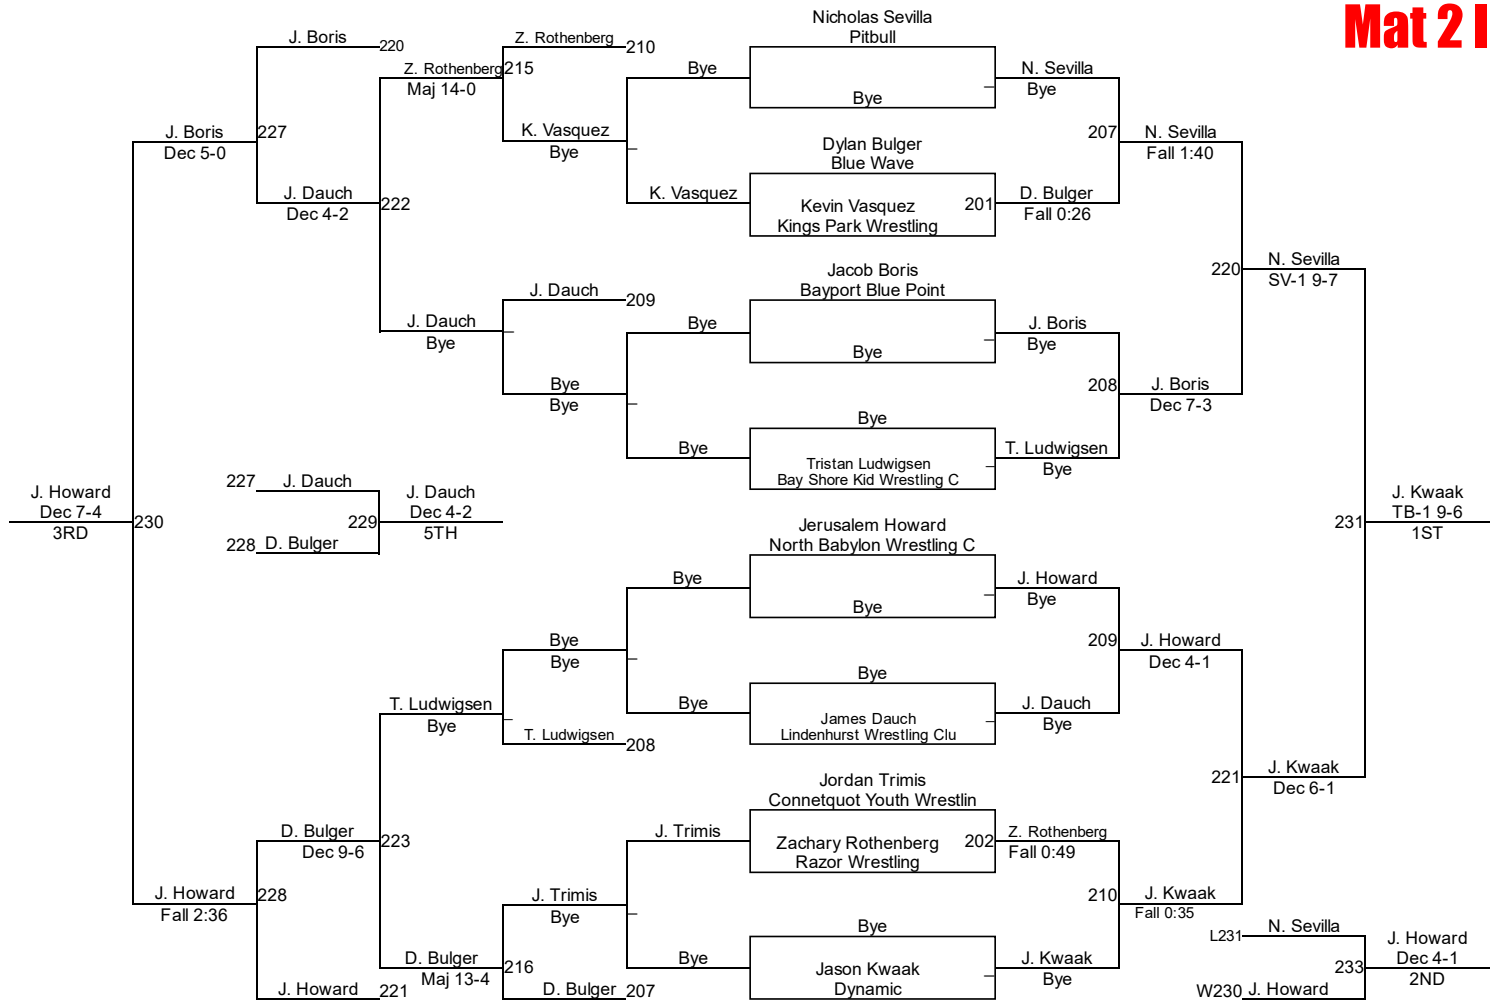 Mat 2 I
Nicholas Sevilla
Pitbull
J. Boris
220
Z. Rothenberg
210
Z. Rothenberg
215
Maj 14-0
Bye
N. Sevilla
Bye
Bye
J. Boris
227
Dec 5-0
K. Vasquez
Bye
Dylan Bulger
Blue Wave
207
N. Sevilla
Fall 1:40
J. Dauch
222
Dec 4-2
K. Vasquez
Kevin Vasquez
Kings Park Wrestling
201
D. Bulger
Fall 0:26
Jacob Boris
Bayport Blue Point
220
N. Sevilla
SV-1 9-7
J. Dauch
209
J. Dauch
Bye
Bye
J. Boris
Bye
Bye
Bye
Bye
208
J. Boris
Dec 7-3
Bye
Bye
Tristan Ludwigsen
Bay Shore Kid Wrestling C
T. Ludwigsen
Bye
J. Howard
Dec 7-4
3RD
230
227
J. Dauch
229
228
D. Bulger
J. Dauch
Dec 4-2
5TH
231
J. Kwaak
TB-1 9-6
1ST
Jerusalem Howard
North Babylon Wrestling C
Bye
J. Howard
Bye
Bye
Bye
Bye
209
J. Howard
Dec 4-1
Bye
T. Ludwigsen
Bye
Bye
James Dauch
Lindenhurst Wrestling Clu
J. Dauch
Bye
T. Ludwigsen
208
Jordan Trimis
Connetquot Youth Wrestlin
221
J. Kwaak
Dec 6-1
D. Bulger
223
Dec 9-6
J. Trimis
Zachary Rothenberg
Razor Wrestling
202
Z. Rothenberg
Fall 0:49
J. Howard
228
Fall 2:36
J. Trimis
Bye
210
J. Kwaak
Fall 0:35
Bye
D. Bulger
216
Maj 13-4
Bye
Jason Kwaak
Dynamic
J. Kwaak
Bye
J. Howard
221
D. Bulger
207
L231
N. Sevilla
233
W230
J. Howard
J. Howard
Dec 4-1
2ND